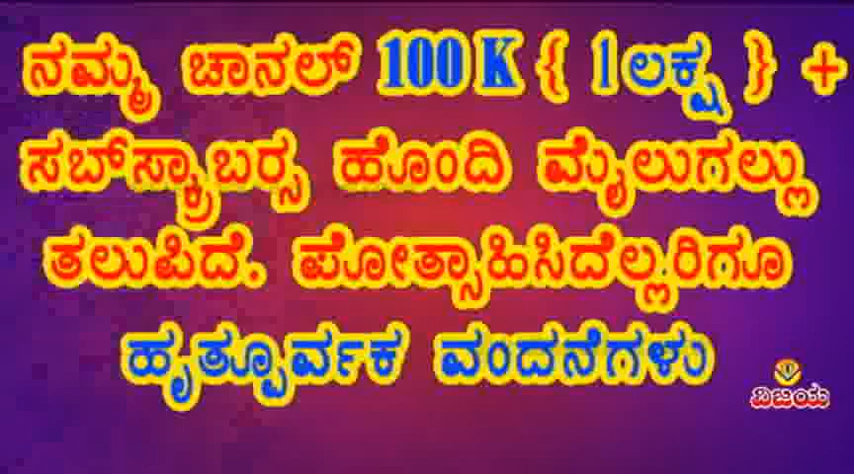 ನಮ್ಮ ಚಾನಲ್ 100 K { 1ಲಕ್ಷ } +
ಸಬ್‌ಸ್ಕ್ರಾಬರ‍್ಸ ಹೊಂದಿ ಮೈಲುಗಲ್ಲು
ತಲುಪಿದೆ. ಪೋತ್ಸಾಹಿಸಿದೆಲ್ಲರಿಗೂ
ಹೃತ್ಪೂರ್ವಕ ವಂದನೆಗಳು
ವಿಜಯ